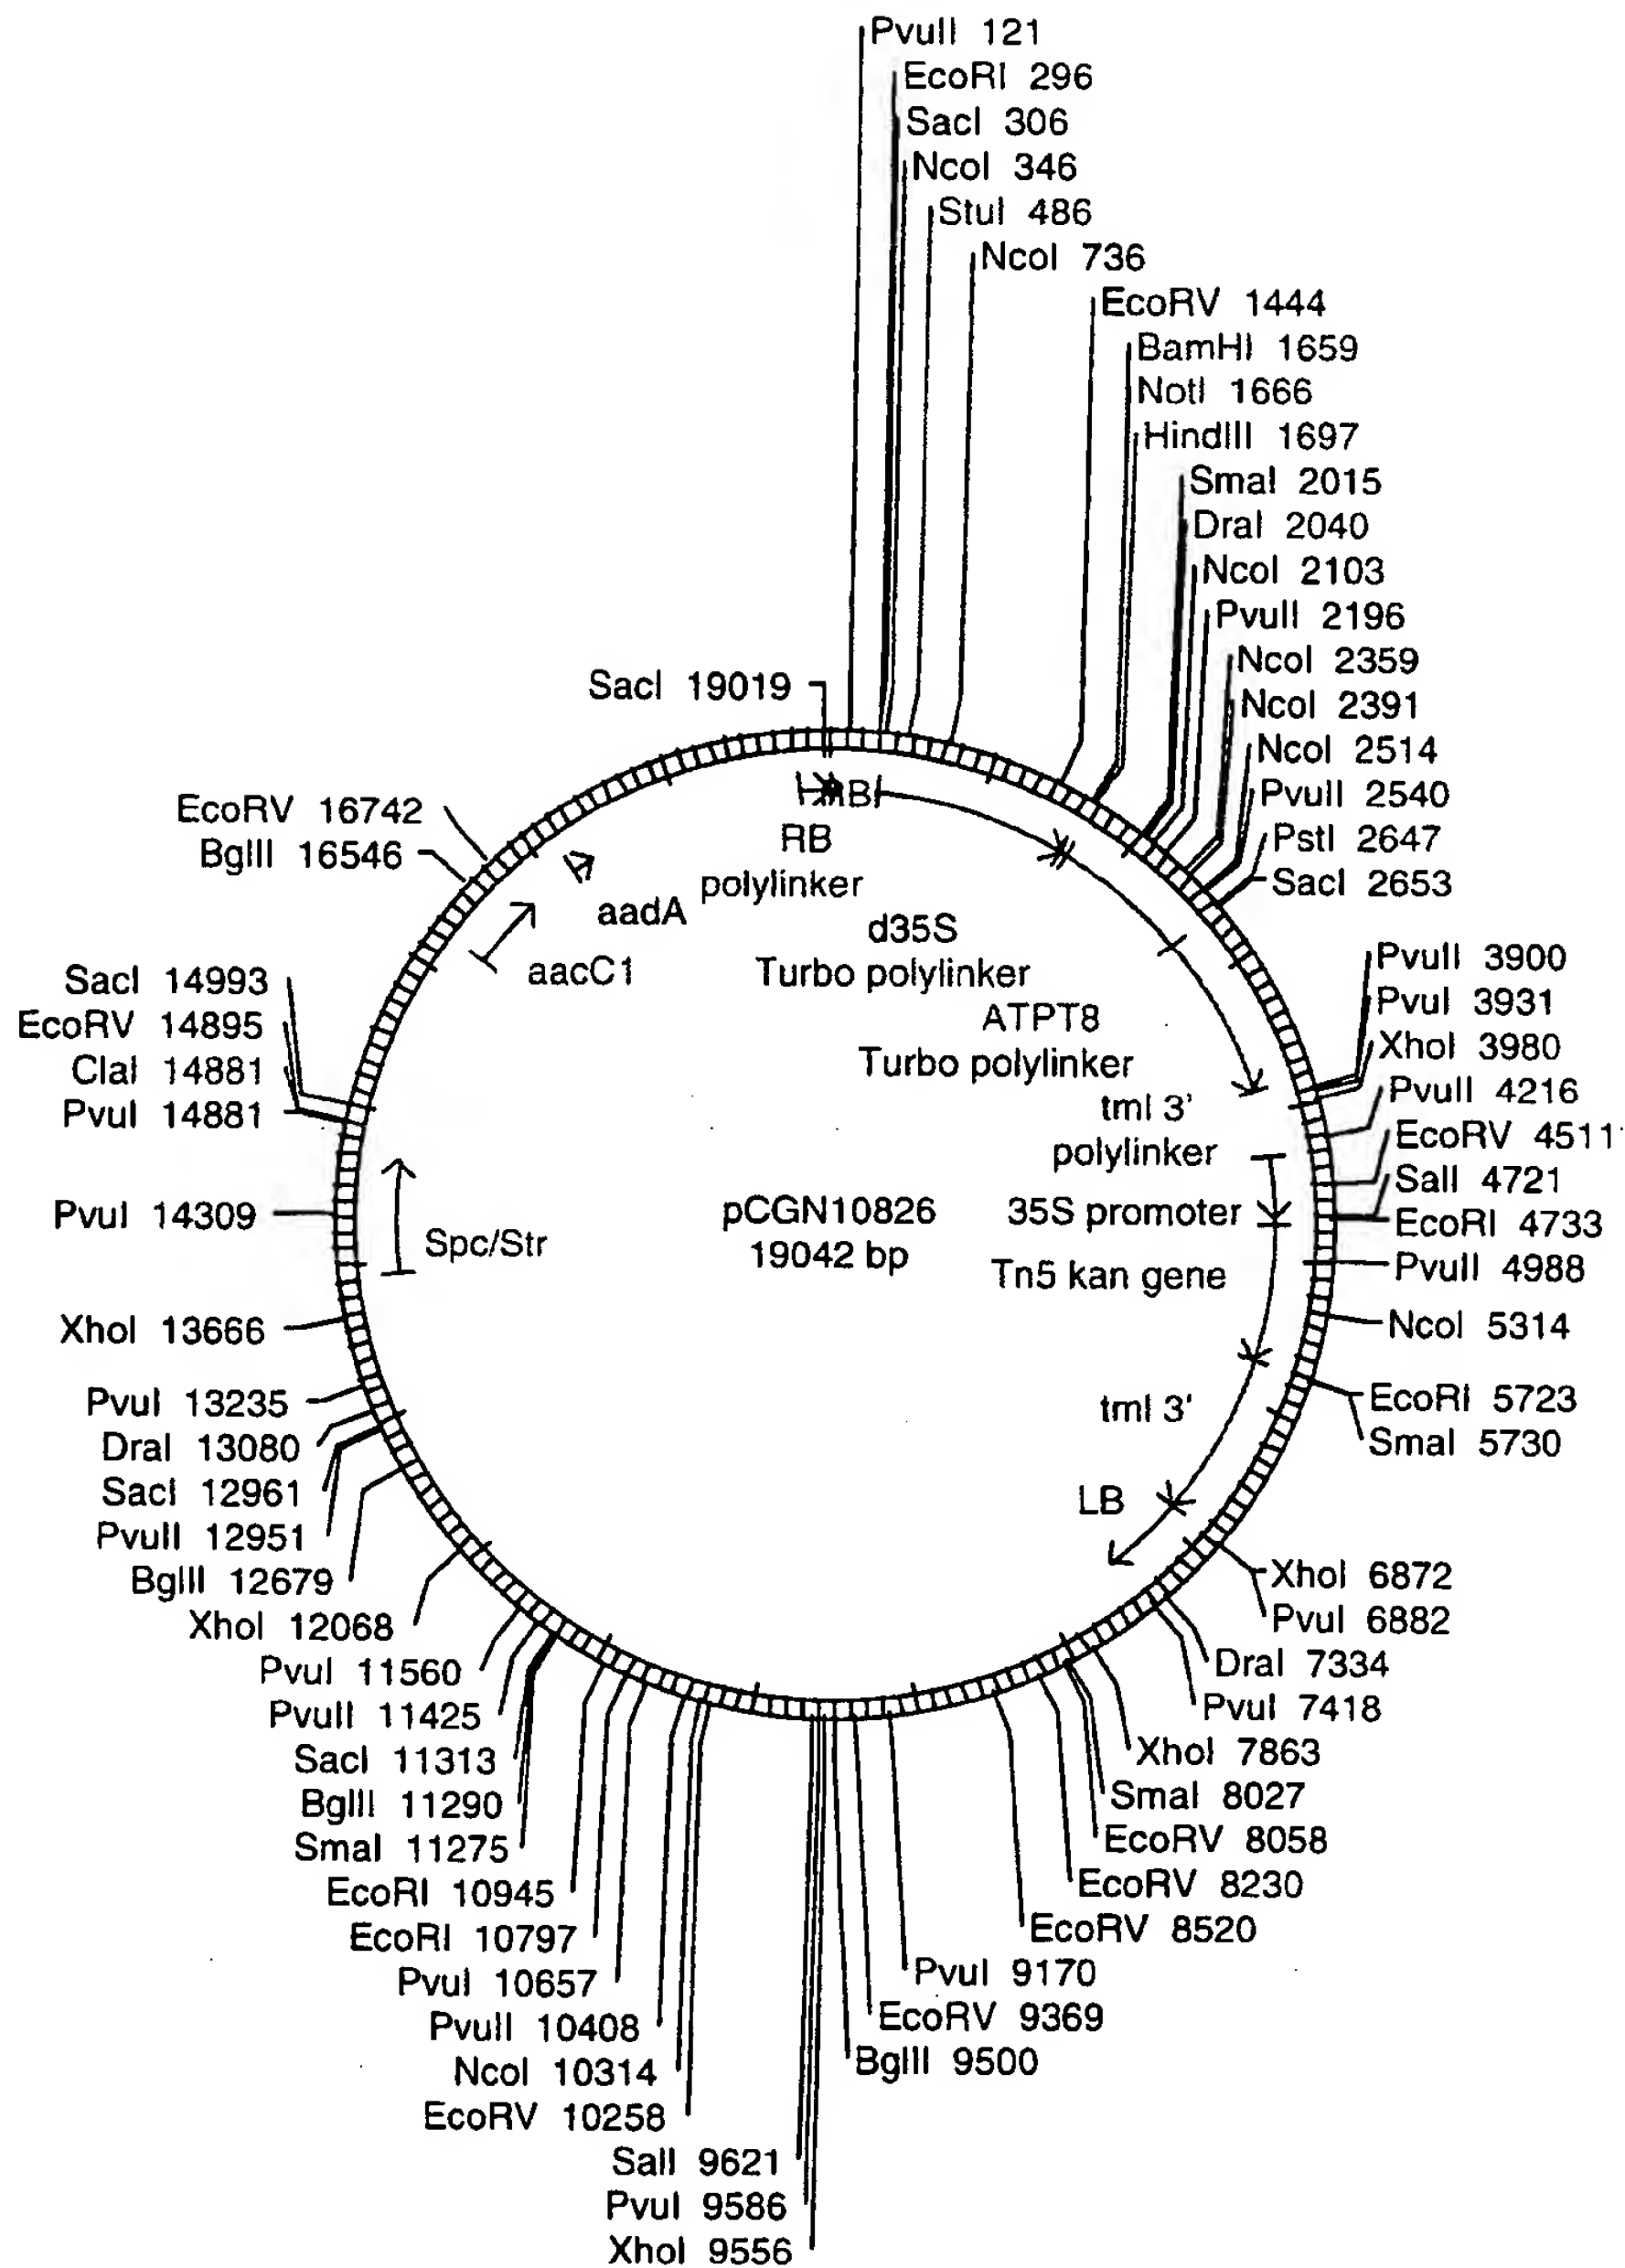 PvuII 121
EcoRI 296
SacI 306
NcoI 346
StuI 486
NcoI 736
EcoRV 1444
BamHI 1659
NotI 1666
HindIII 1697
SmaI 2015
DraI 2040
NcoI 2103
PvuII 2196
NcoI 2359
NcoI 2391
NcoI 2514
PvuII 2540
PstI 2647
SacI 2653
PvuII 3900
PvuI 3931
XhoI 3980
PvuII 4216
EcoRV 4511
SalI 4721
EcoRI 4733
PvuII 4988
NcoI 5314
EcoRI 5723
SmaI 5730
XhoI 6872
PvuI 6882
DraI 7334
PvuI 7418
XhoI 7863
SmaI 8027
EcoRV 8058
EcoRV 8230
EcoRV 8520
PvuI 9170
EcoRV 9369
BglII 9500
XhoI 9556
PvuI 9586
SalI 9621
EcoRV 10258
NcoI 10314
PvuII 10408
PvuI 10657
EcoRI 10797
EcoRI 10945
SmaI 11275
BglII 11290
SacI 11313
PvuII 11425
PvuI 11560
XhoI 12068
BglII 12679
PvuII 12951
SacI 12961
DraI 13080
PvuI 13235
XhoI 13666
PvuI 14309
PvuI 14881
ClaI 14881
EcoRV 14895
SacI 14993
BglII 16546
EcoRV 16742
SacI 19019
RB
polylinker
d35S
Turbo polylinker
ATPT8
Turbo polylinker
tml 3'
polylinker
35S promoter
Tn5 kan gene
tml 3'
LB
Spc/Str
aacC1
aadA
pCGN10826
19042 bp